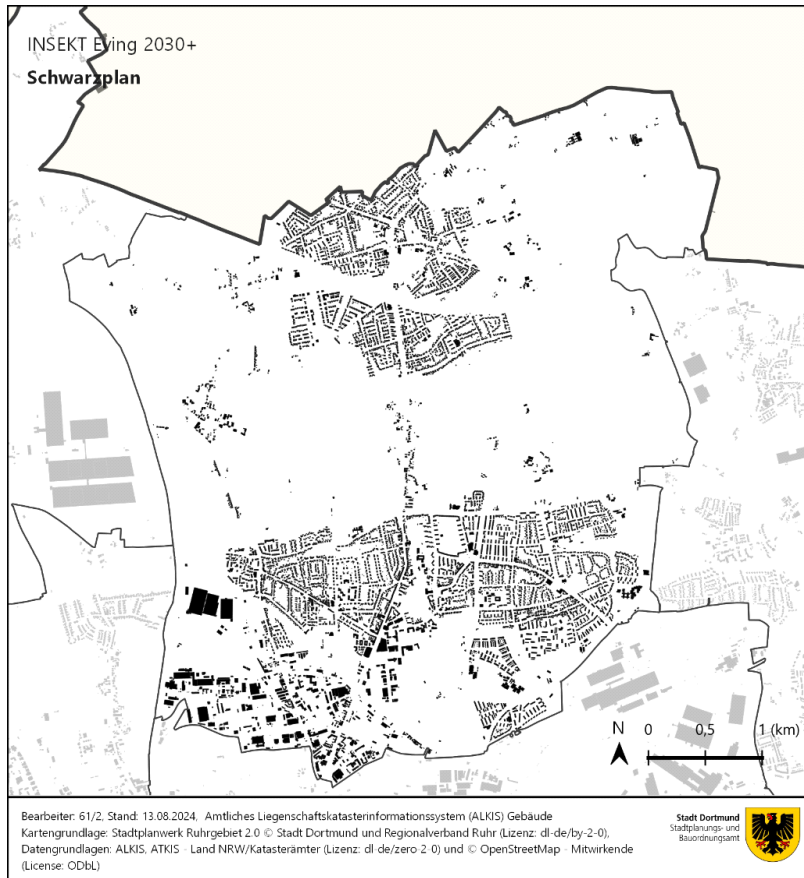 INSEKT Eving 2030+
Schwarzplan
N 0 0,5 1 (km)
Bearbeiter: 61/2, Stand: 13.08.2024, Amtliches Liegenschaftskatasterinformationssystem (ALKIS) Gebäude
Kartengrundlage: Stadtplanwerk Ruhrgebiet 2.0 © Stadt Dortmund und Regionalverband Ruhr (Lizenz: dl-de/by-2-0),
Datengrundlagen: ALKIS, ATKIS - Land NRW/Katasterämter (Lizenz: dl-de/zero-2-0) und © OpenStreetMap - Mitwirkende
(License: ODbL)
Stadt Dortmund
Stadtplanungs- und
Bauordnungsamt